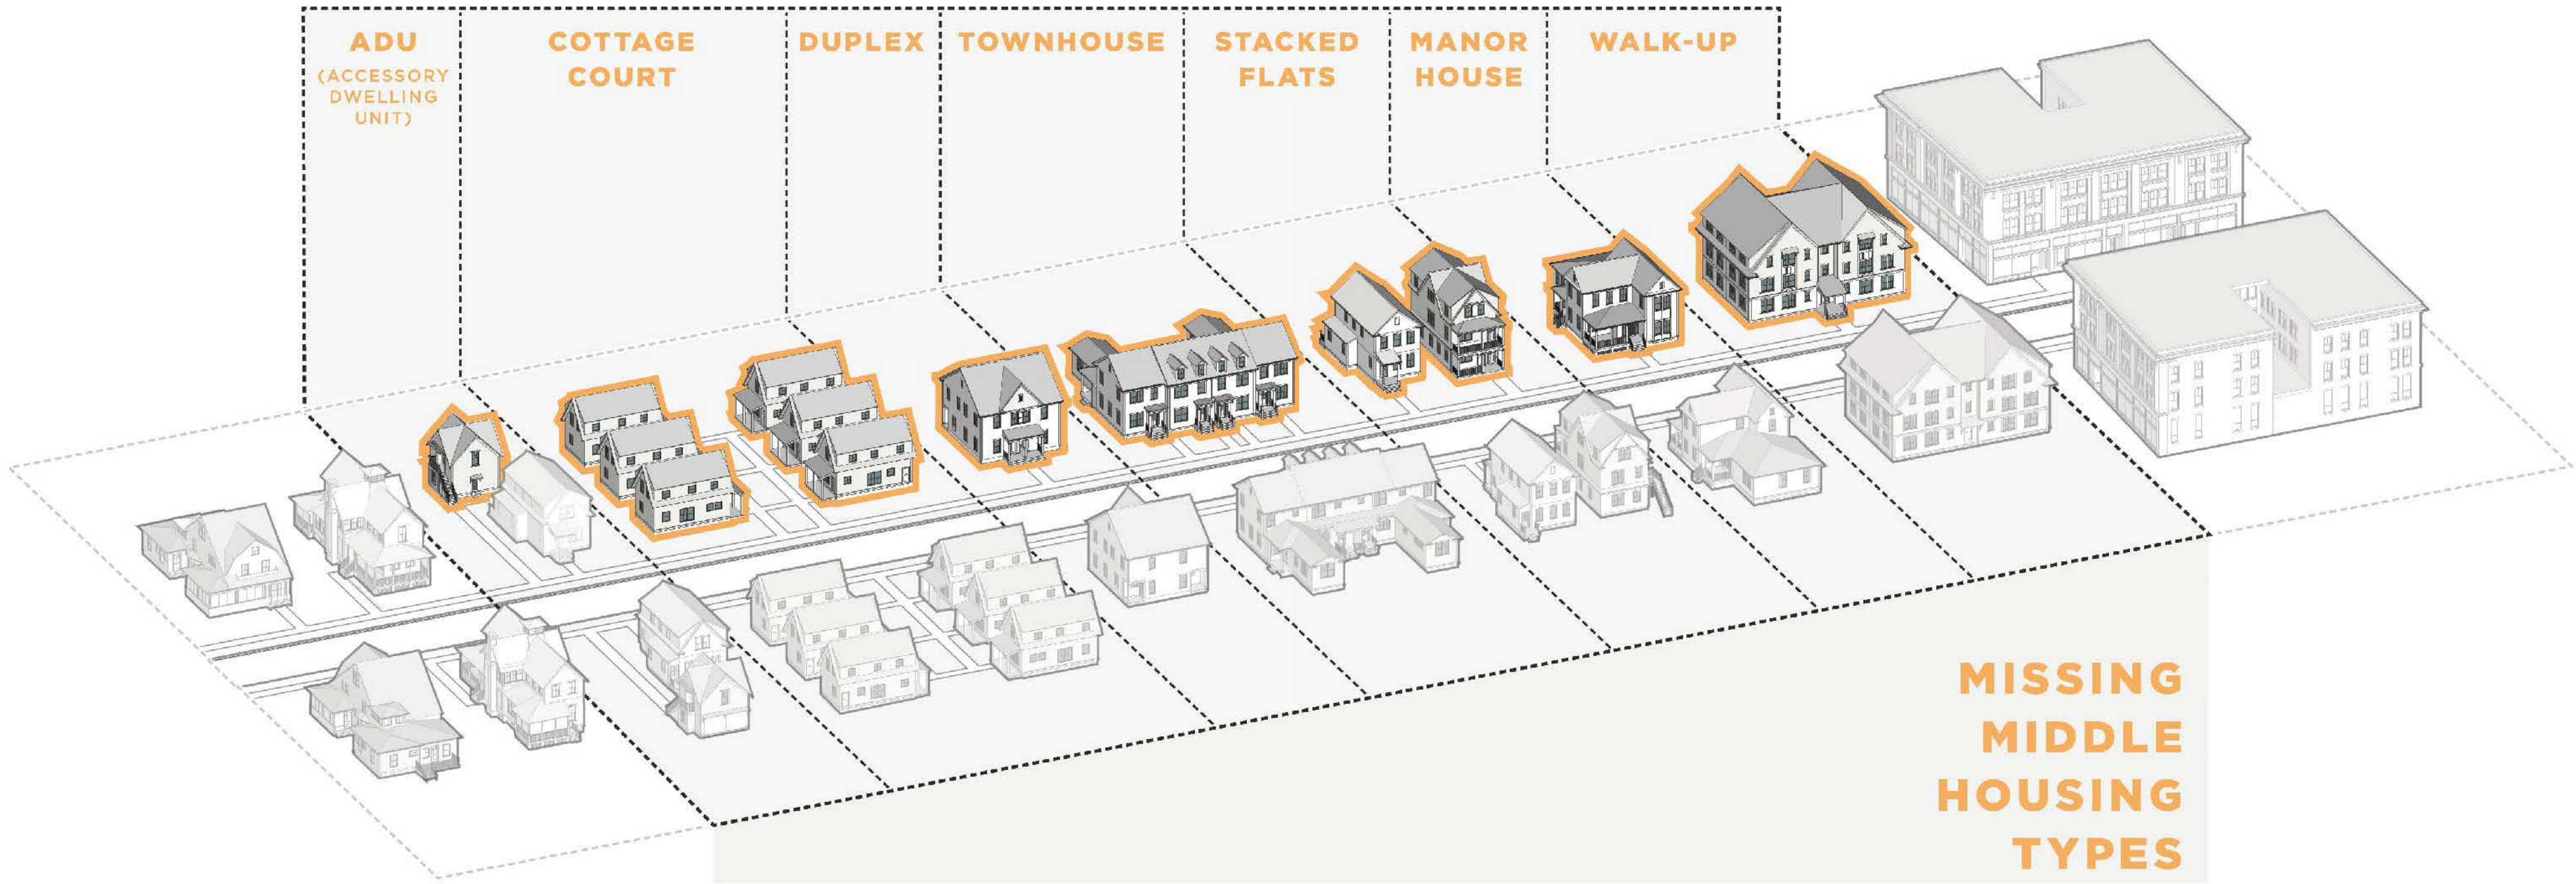 ADU
(ACCESSORY
DWELLING
UNIT)
COTTAGE
COURT
DUPLEX
TOWNHOUSE
STACKED
FLATS
MANOR
HOUSE
WALK-UP
MISSING
MIDDLE
HOUSING
TYPES